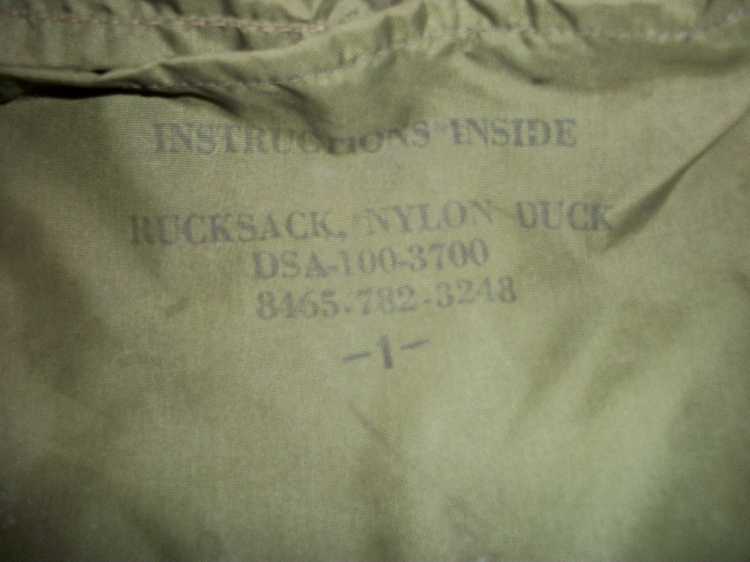 INSTRUCTIONS INSIDE
RUCKSACK, NYLON DUCK
DSA-100-3700
8465-782-3248
-1-